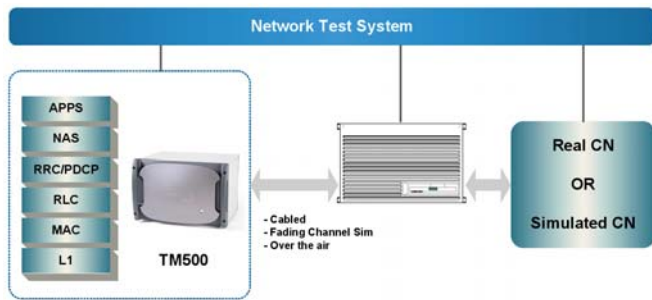 Network Test System
APPS
NAS
RRC/PDCP
RLC
MAC
L1
TM500
- Cabled
- Fading Channel Sim
- Over the air
Real CN
OR
Simulated CN